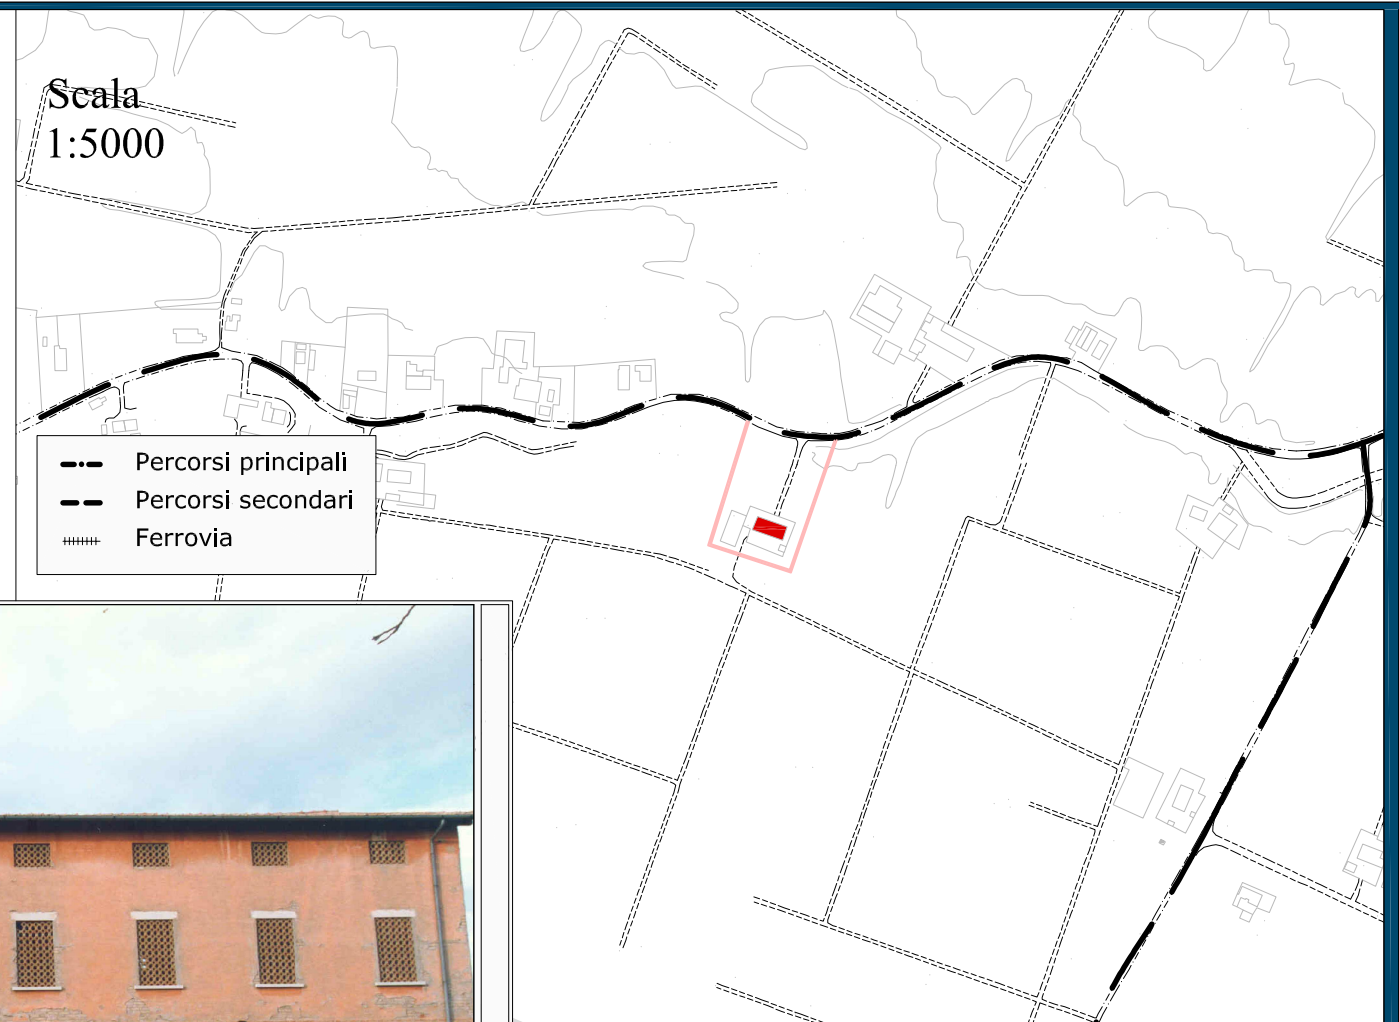 Scala
1:5000
Percorsi principali
Percorsi secondari
Ferrovia